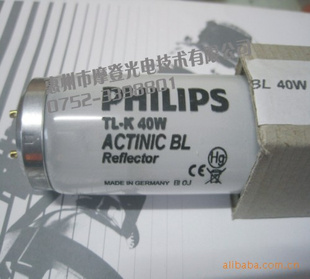 惠州市摩登光电技术有限公司
0752-3398801
PHILIPS
TL-K 40W
ACTINIC BL
Reflector
Hg
CE
MADE IN GERMANY
BL 40W
alibaba.com.cn